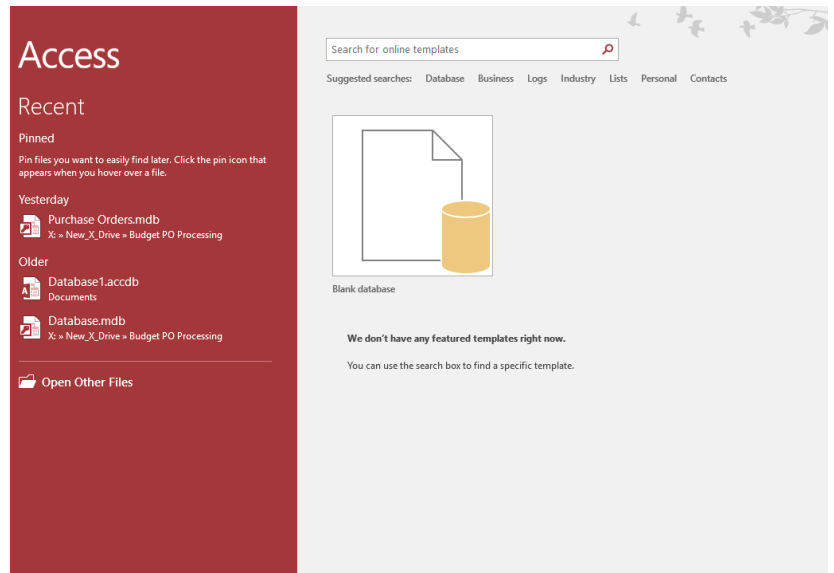 Access
Recent
Pinned
Pin files you want to easily find later. Click the pin icon that
appears when you hover over a file.
Yesterday
Purchase Orders.mdb
X: » New_X_Drive » Budget PO Processing
Older
Database1.accdb
Documents
Database.mdb
X: » New_X_Drive » Budget PO Processing
Open Other Files
Search for online templates
Suggested searches: Database Business Logs Industry Lists Personal Contacts
Blank database
We don't have any featured templates right now.
You can use the search box to find a specific template.